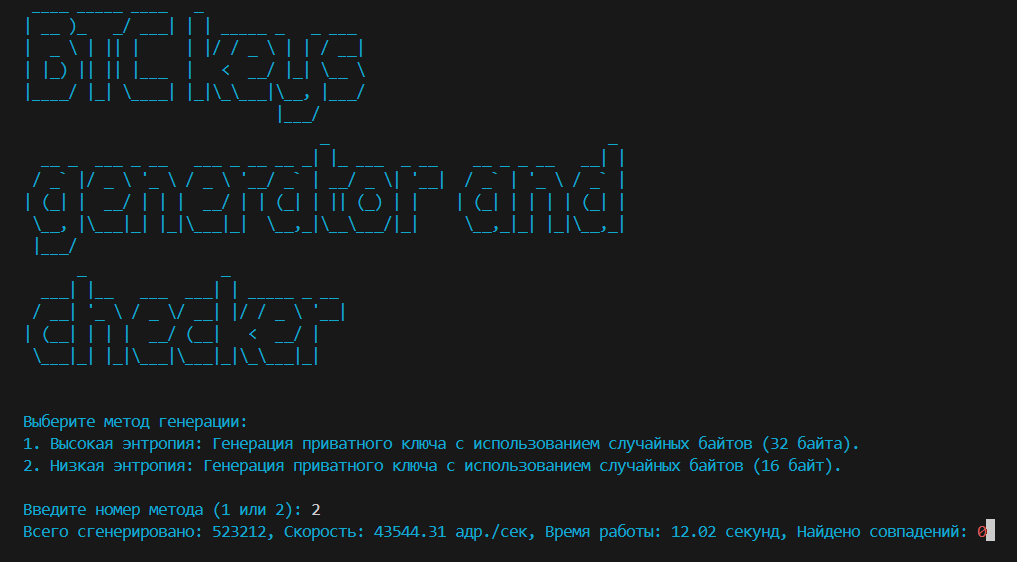 BTC keys
generator and
checker
Выберите метод генерации:
1. Высокая энтропия: Генерация приватного ключа с использованием случайных байтов (32 байта).
2. Низкая энтропия: Генерация приватного ключа с использованием случайных байтов (16 байт).
Введите номер метода (1 или 2): 2
Всего сгенерировано: 523212, Скорость: 43544.31 адр./сек, Время работы: 12.02 секунд, Найдено совпадений: 0